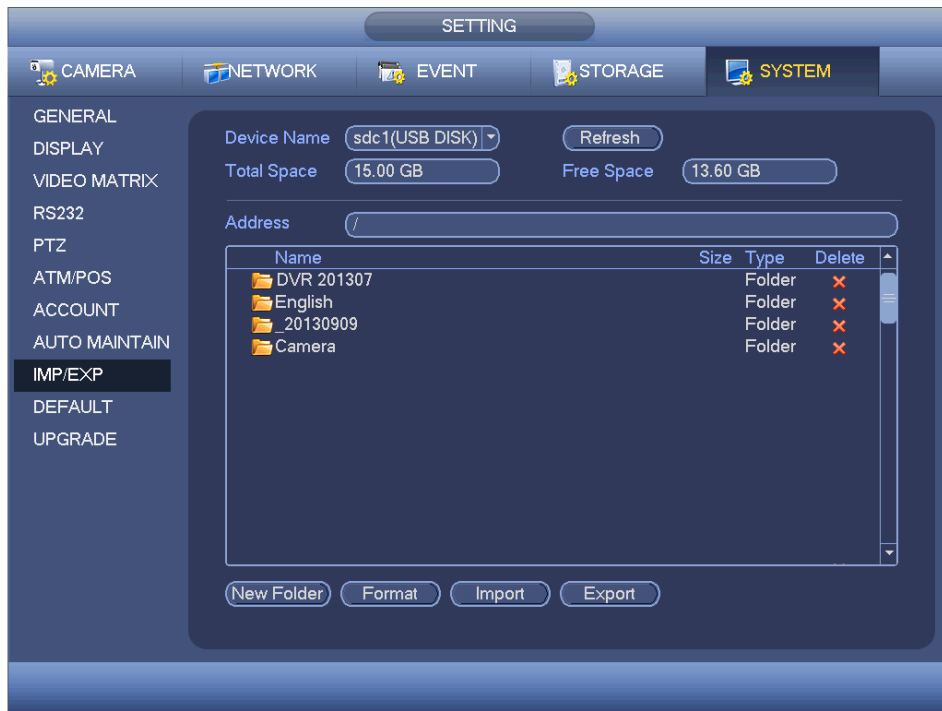 SETTING
CAMERA NETWORK EVENT STORAGE SYSTEM
GENERAL
DISPLAY
VIDEO MATRIX
RS232
PTZ
ATM/POS
ACCOUNT
AUTO MAINTAIN
IMP/EXP
DEFAULT
UPGRADE
Device Name sdc1(USB DISK) Refresh
Total Space 15.00 GB Free Space 13.60 GB
Address /
Name Size Type Delete
DVR 201307 Folder
English Folder
_20130909 Folder
Camera Folder
New Folder Format Import Export